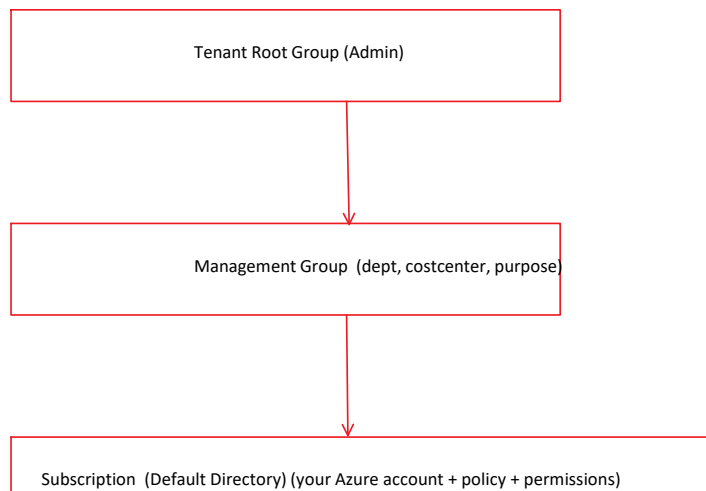 Tenant Root Group (Admin)
Management Group  (dept, costcenter, purpose)
Subscription  (Default Directory) (your Azure account + policy + permissions)